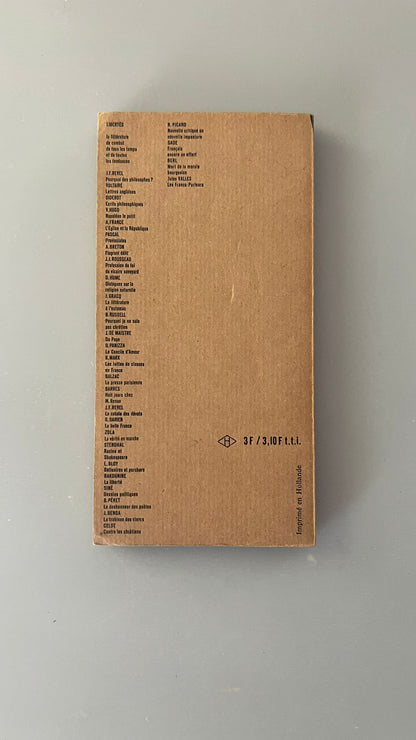 LIBERTÉS
la littérature
de combat
de tous les temps
et de toutes
les tendances
J.F. REVEL
Pourquoi des philosophes ?
VOLTAIRE
Lettres anglaises
DIDEROT
Ecrits philosophiques
V. HUGO
Napoléon le petit
A. FRANCE
L'Eglise et la République
PASCAL
Provinciales
A. BRETON
Flagrant délit
J.J. ROUSSEAU
Profession de foi
du vicaire savoyard
D. HUME
Dialogues sur la
religion naturelle
J. GRACQ
La littérature
à l'estomac
B. RUSSELL
Pourquoi je ne suis
pas chrétien
J. DE MAISTRE
Du Pape
O. PANIZZA
Le Concile d'Amour
K. MARX
Les luttes de classes
en France
BALZAC
La presse parisienne
BARRÈS
Huit jours chez
M. Renan
J.F. REVEL
La cabale des dévots
G. DARIEN
La belle France
ZOLA
La vérité en marche
STENDHAL
Racine et
Shakespeare
L. BLOY
Belluaires et porchers
BAKOUNINE
La liberté
SINÉ
Dessins politiques
B. PÉRET
Le deshonneur des poètes
J. BENDA
La trahison des clercs
CELSE
Contre les chrétiens
R. PICARD
Nouvelle critique ou
nouvelle imposture
SADE
Français
encore un effort
BERL
Mort de la morale
bourgeoise
Jules VALLES
Les Francs-Parleurs
H 3 F / 3,10 F t.t.i.
Imprimé en Hollande